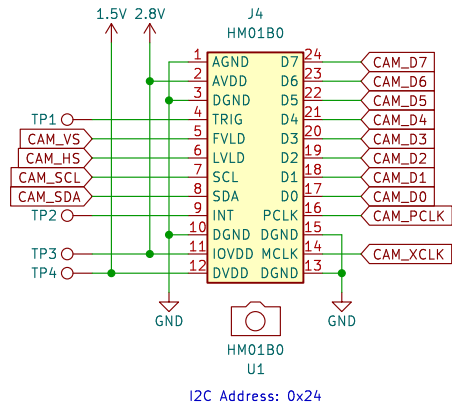 1.5V 2.8V J4
HM01B0
1 AGND D7 24 CAM_D7
2 AVDD D6 23 CAM_D6
3 DGND D5 22 CAM_D5
TP1 4 TRIG D4 21 CAM_D4
CAM_VS 5 FVLD D3 20 CAM_D3
CAM_HS 6 LVLD D2 19 CAM_D2
CAM_SCL 7 SCL D1 18 CAM_D1
CAM_SDA 8 SDA D0 17 CAM_D0
TP2 9 INT PCLK 16 CAM_PCLK
10 DGND DGND 15
TP3 11 IOVDD MCLK 14 CAM_XCLK
TP4 12 DVDD DGND 13
GND GND
HM01B0
U1
I2C Address: 0x24